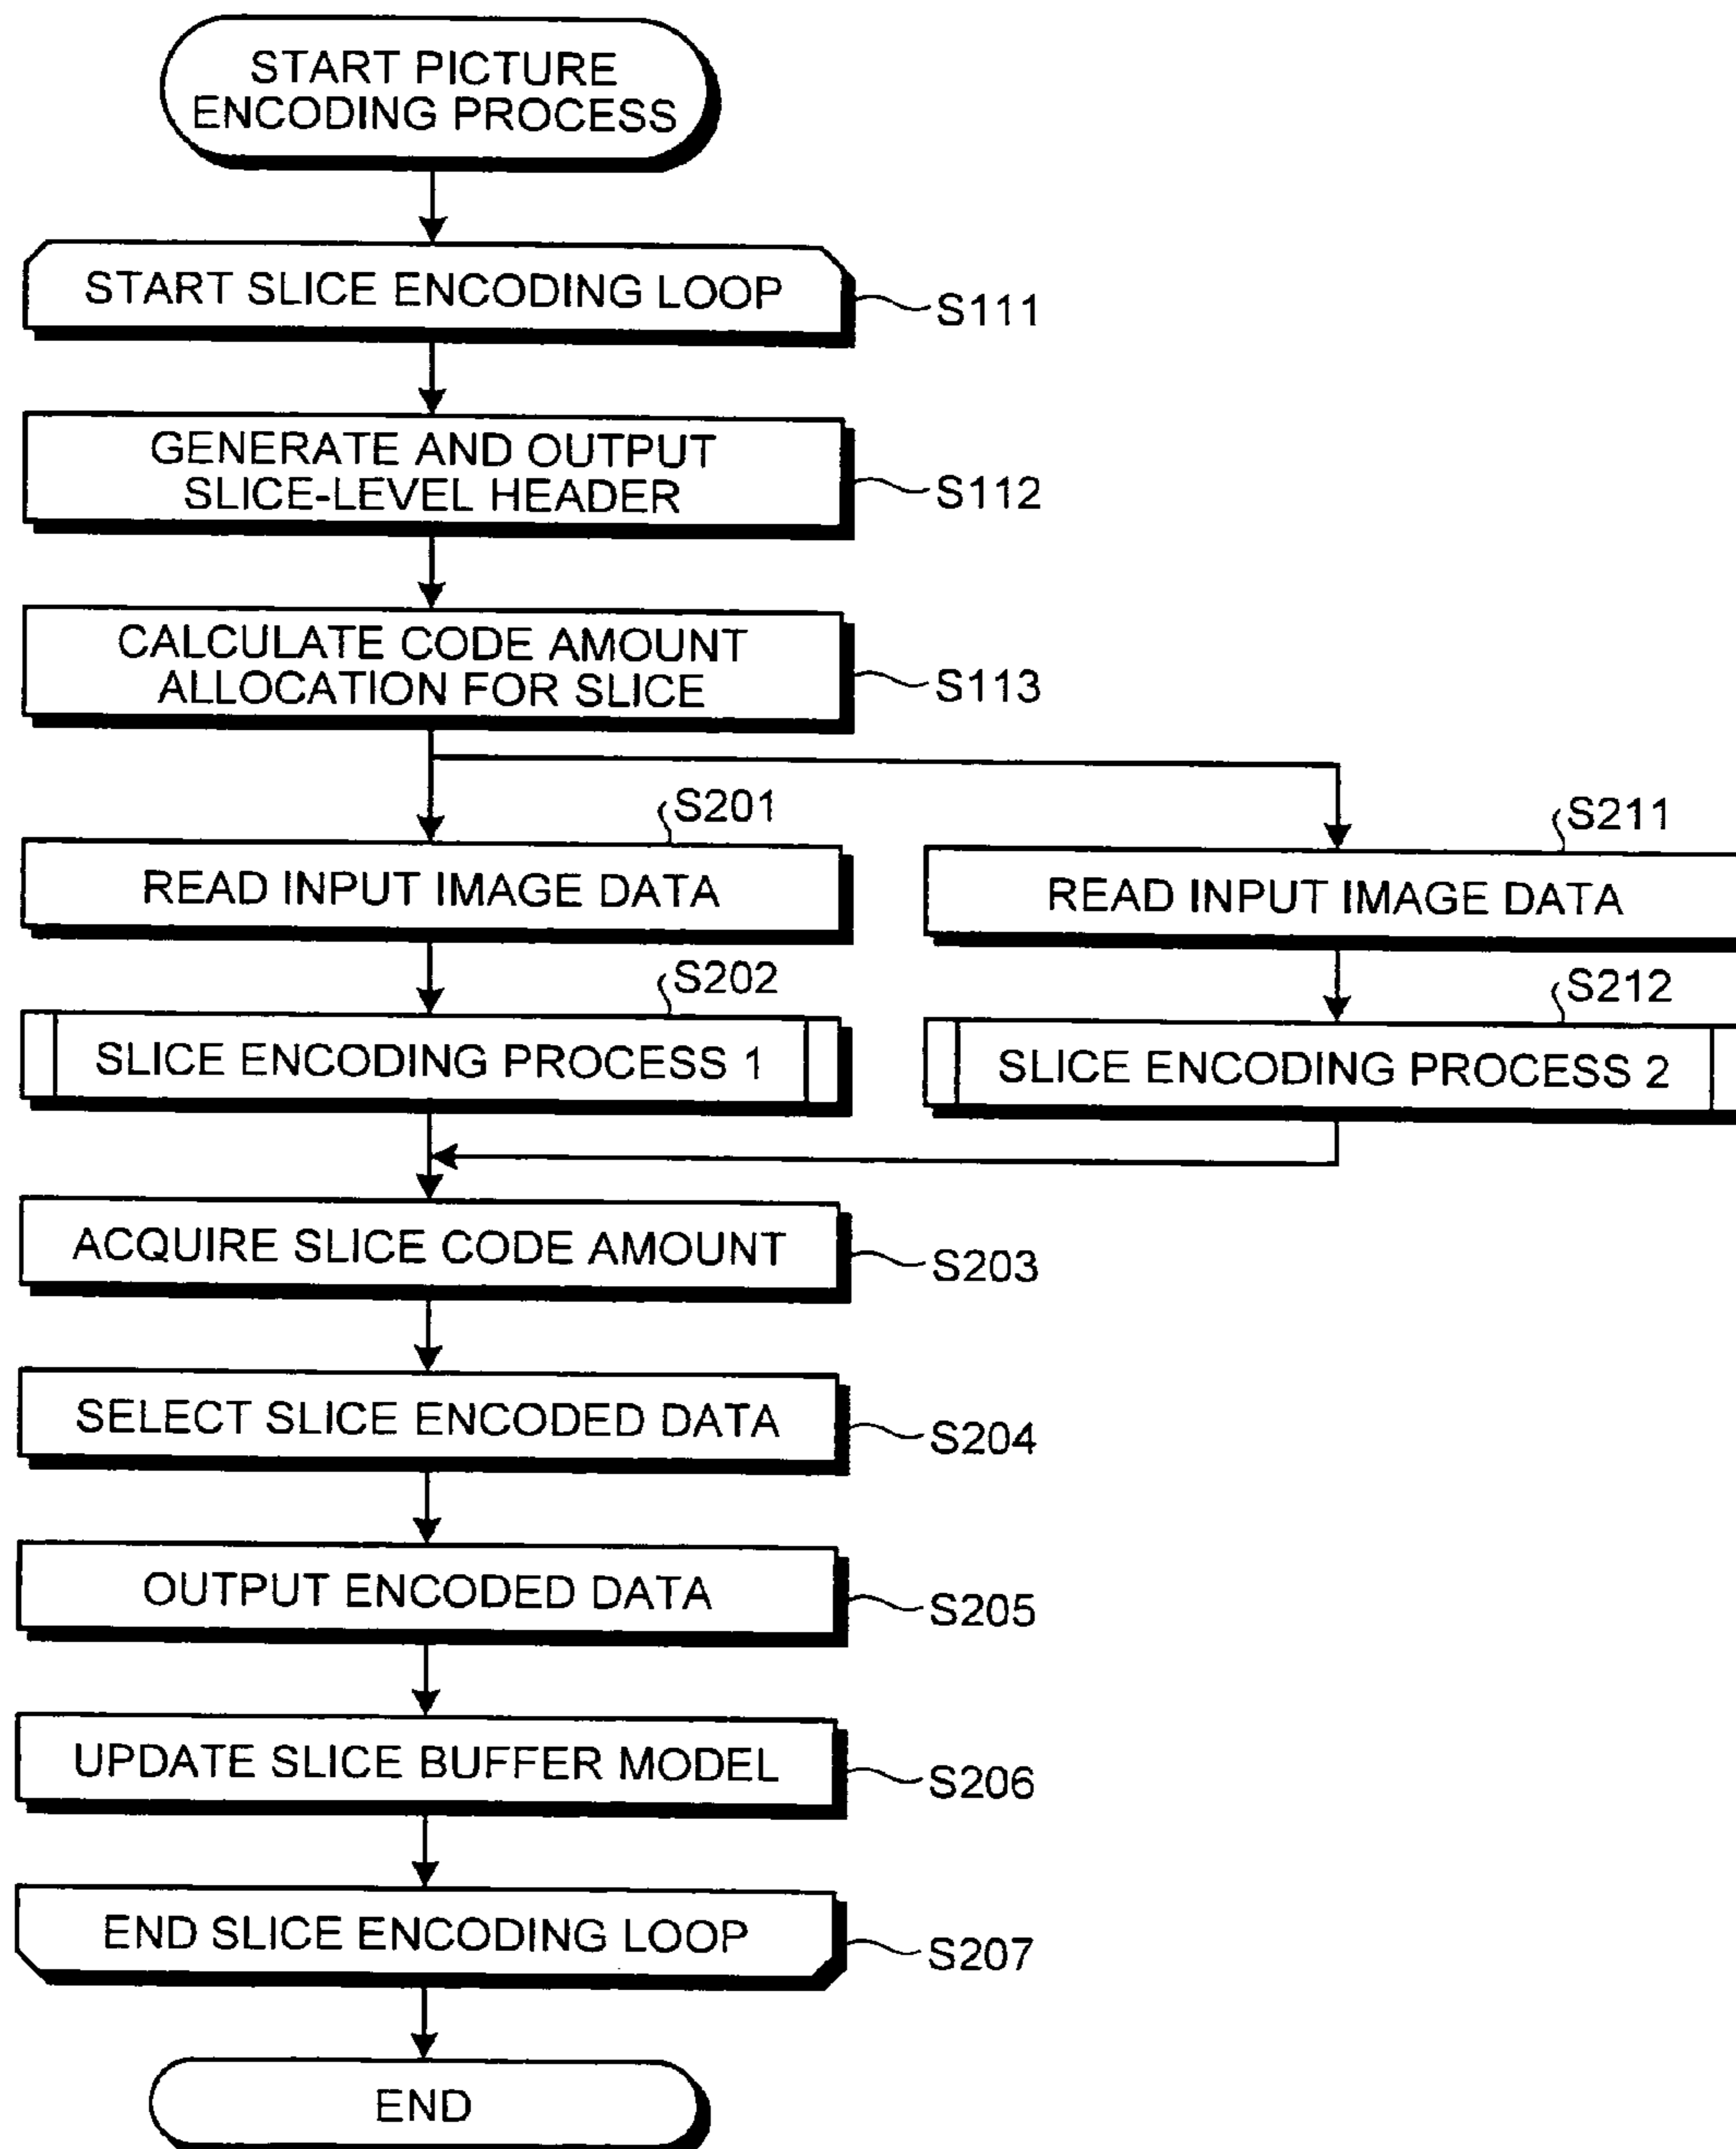 START PICTURE
ENCODING PROCESS
START SLICE ENCODING LOOP
S111
GENERATE AND OUTPUT
SLICE-LEVEL HEADER
S112
CALCULATE CODE AMOUNT
ALLOCATION FOR SLICE
S113
S201
READ INPUT IMAGE DATA
S211
READ INPUT IMAGE DATA
S202
SLICE ENCODING PROCESS 1
S212
SLICE ENCODING PROCESS 2
ACQUIRE SLICE CODE AMOUNT
S203
SELECT SLICE ENCODED DATA
S204
OUTPUT ENCODED DATA
S205
UPDATE SLICE BUFFER MODEL
S206
END SLICE ENCODING LOOP
S207
END